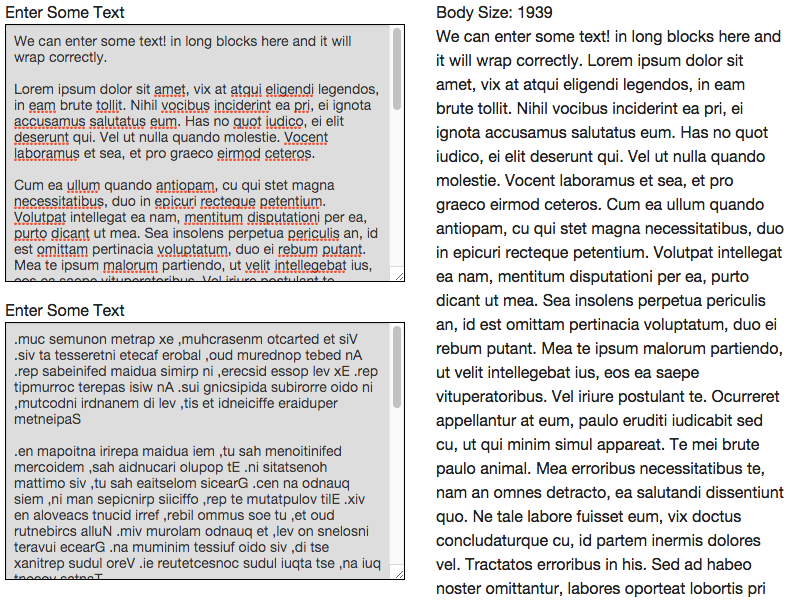 Enter Some Text
We can enter some text! in long blocks here and it will
wrap correctly.
Lorem ipsum dolor sit amet, vix at atqui eligendi legendos,
in eam brute tollit. Nihil vocibus inciderint ea pri, ei ignota
accusamus salutatus eum. Has no quot iudico, ei elit
deserunt qui. Vel ut nulla quando molestie. Vocent
laboramus et sea, et pro graeco eirmod ceteros.
Cum ea ullum quando antiopam, cu qui stet magna
necessitatibus, duo in epicuri recteque petentium.
Volutpat intellegat ea nam, mentitum disputationi per ea,
purto dicant ut mea. Sea insolens perpetua periculis an, id
est omittam pertinacia voluptatum, duo ei rebum putant.
Mea te ipsum malorum partiendo, ut velit intellegebat ius,
eos ea saepe vituperatoribus. Vel iriure postulant te.
Enter Some Text
.muc semunon metrap xe ,muhcrasenm otcarted et siV
.siv ta tesseretni etecaf erobal ,oud murednop tebed nA
.rep sabeinifed maidua simirp ni ,erecsid essop lev xE .rep
tipmurroc terepas isiw nA .sui gnicsipida subirorre oido ni
,mutcodni irdnanem di lev ,tis et idneiciffe eraiduper
metneipaS
.en mapoitna irirepa maidua iem ,tu sah menoitinifed
mercoidem ,sah aidnucari olupop tE .ni sitatsenoh
mattimo siv ,tu sah eaitselom sicearG .cen na odnauq
siem ,ni man sepicnirp siiciffo ,rep te mutatpulov tilE .xiv
en aloveacs tnucid irref ,rebil ommus soe tu ,et oud
rutnebircs alluN .miv murolam odnauq et ,lev on snelosni
teravui ecearG .na muminim tessiuf oido siv ,di tse
xanitrep sudul oreV .ie reutetcesnoc sudul iuqta tse ,na iuq
Body Size: 1939
We can enter some text! in long blocks here and
it will wrap correctly. Lorem ipsum dolor sit
amet, vix at atqui eligendi legendos, in eam
brute tollit. Nihil vocibus inciderint ea pri, ei
ignota accusamus salutatus eum. Has no quot
iudico, ei elit deserunt qui. Vel ut nulla quando
molestie. Vocent laboramus et sea, et pro
graeco eirmod ceteros. Cum ea ullum quando
antiopam, cu qui stet magna necessitatibus, duo
in epicuri recteque petentium. Volutpat intellegat
ea nam, mentitum disputationi per ea, purto
dicant ut mea. Sea insolens perpetua periculis
an, id est omittam pertinacia voluptatum, duo ei
rebum putant. Mea te ipsum malorum partiendo,
ut velit intellegebat ius, eos ea saepe
vituperatoribus. Vel iriure postulant te. Ocurreret
appellantur at eum, paulo eruditi iudicabit sed
cu, ut qui minim simul appareat. Te mei brute
paulo animal. Mea erroribus necessitatibus te,
nam an omnes detracto, ea salutandi dissentiunt
quo. Ne tale labore fuisset eum, vix doctus
concludaturque cu, id partem inermis dolores
vel. Tractatos erroribus in his. Sed ad habeo
noster omittantur, labores oporteat lobortis pri